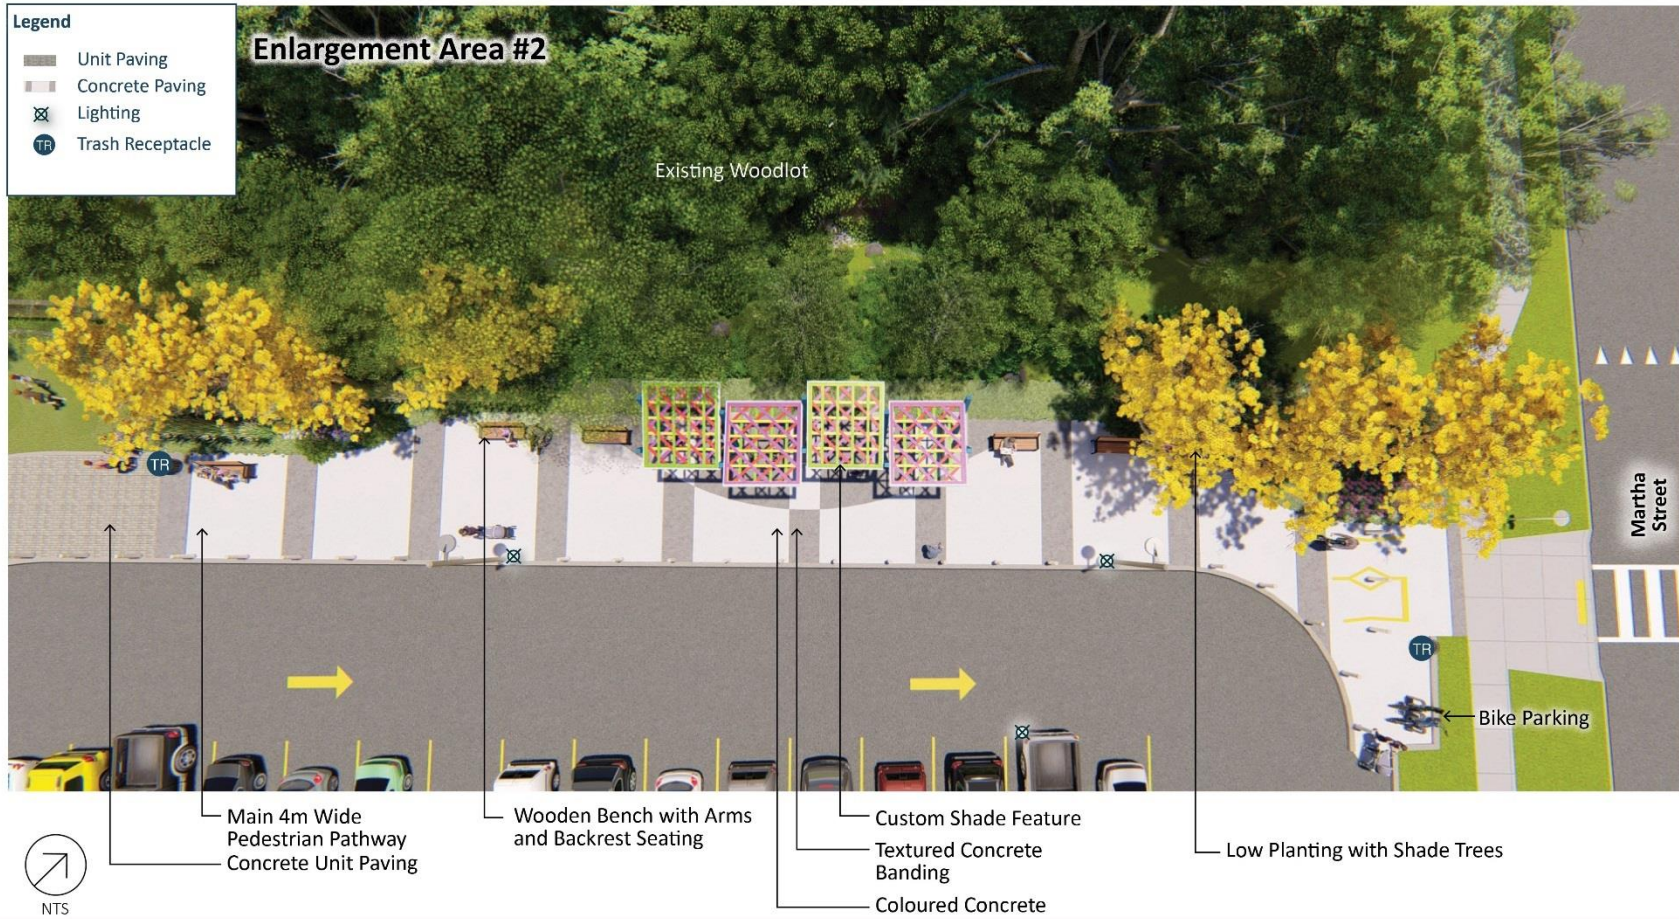 Legend
Unit Paving
Concrete Paving
Lighting
TR Trash Receptacle
Enlargement Area #2
Existing Woodlot
TR
Martha
Street
TR
Bike Parking
Main 4m Wide
Pedestrian Pathway
Concrete Unit Paving
Wooden Bench with Arms
and Backrest Seating
Custom Shade Feature
Textured Concrete
Banding
Coloured Concrete
Low Planting with Shade Trees
NTS